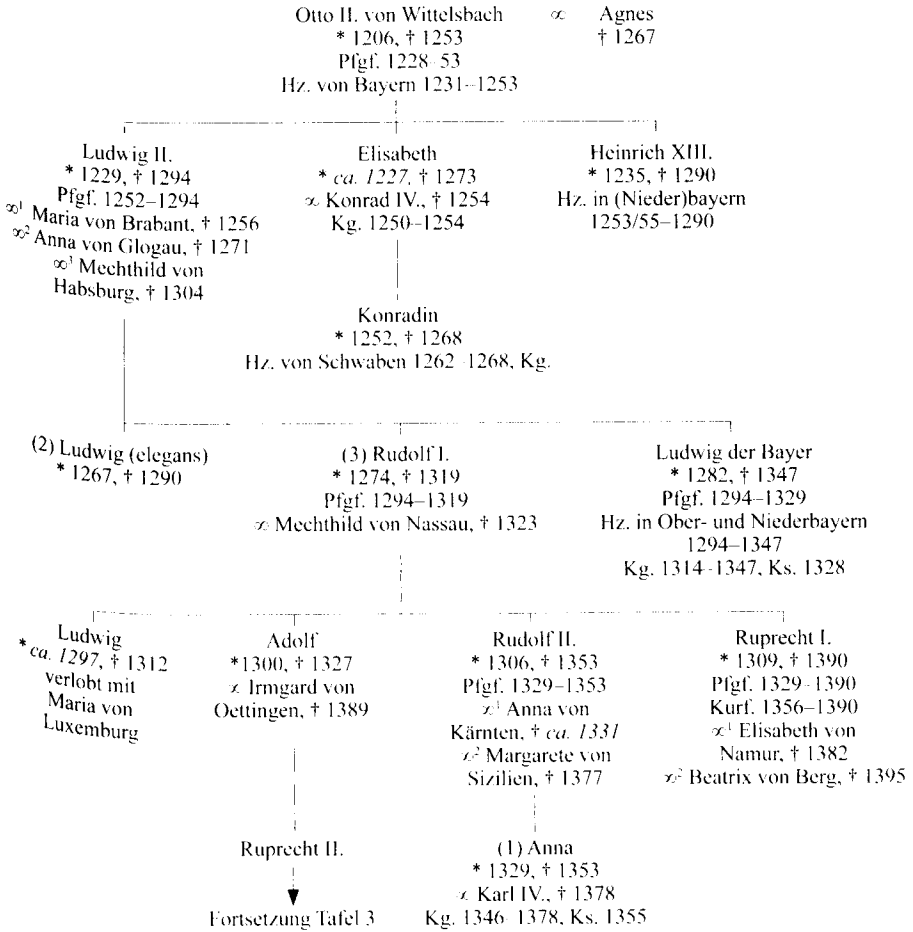 Otto II. von Wittelsbach ∞ Agnes
* 1206, † 1253 † 1267
Pfgf. 1228–53
Hz. von Bayern 1231–1253
Ludwig II.
* 1229, † 1294
Pfgf. 1252–1294
∞¹ Maria von Brabant, † 1256
∞² Anna von Glogau, † 1271
∞³ Mechthild von
Habsburg, † 1304
Elisabeth
* ca. 1227, † 1273
∞ Konrad IV., † 1254
Kg. 1250–1254
Heinrich XIII.
* 1235, † 1290
Hz. in (Nieder)bayern
1253/55–1290
Konradin
* 1252, † 1268
Hz. von Schwaben 1262–1268, Kg.
(2) Ludwig (elegans)
* 1267, † 1290
(3) Rudolf I.
* 1274, † 1319
Pfgf. 1294–1319
∞ Mechthild von Nassau, † 1323
Ludwig der Bayer
* 1282, † 1347
Pfgf. 1294–1329
Hz. in Ober- und Niederbayern
1294–1347
Kg. 1314–1347, Ks. 1328
Ludwig
* ca. 1297, † 1312
verlobt mit
Maria von
Luxemburg
Adolf
*1300, † 1327
∞ Irmgard von
Oettingen, † 1389
Rudolf II.
* 1306, † 1353
Pfgf. 1329–1353
∞¹ Anna von
Kärnten, † ca. 1331
∞² Margarete von
Sizilien, † 1377
Ruprecht I.
* 1309, † 1390
Pfgf. 1329–1390
Kurf. 1356–1390
∞¹ Elisabeth von
Namur, † 1382
∞² Beatrix von Berg, † 1395
Ruprecht II.
Fortsetzung Tafel 3
(1) Anna
* 1329, † 1353
∞ Karl IV., † 1378
Kg. 1346–1378, Ks. 1355